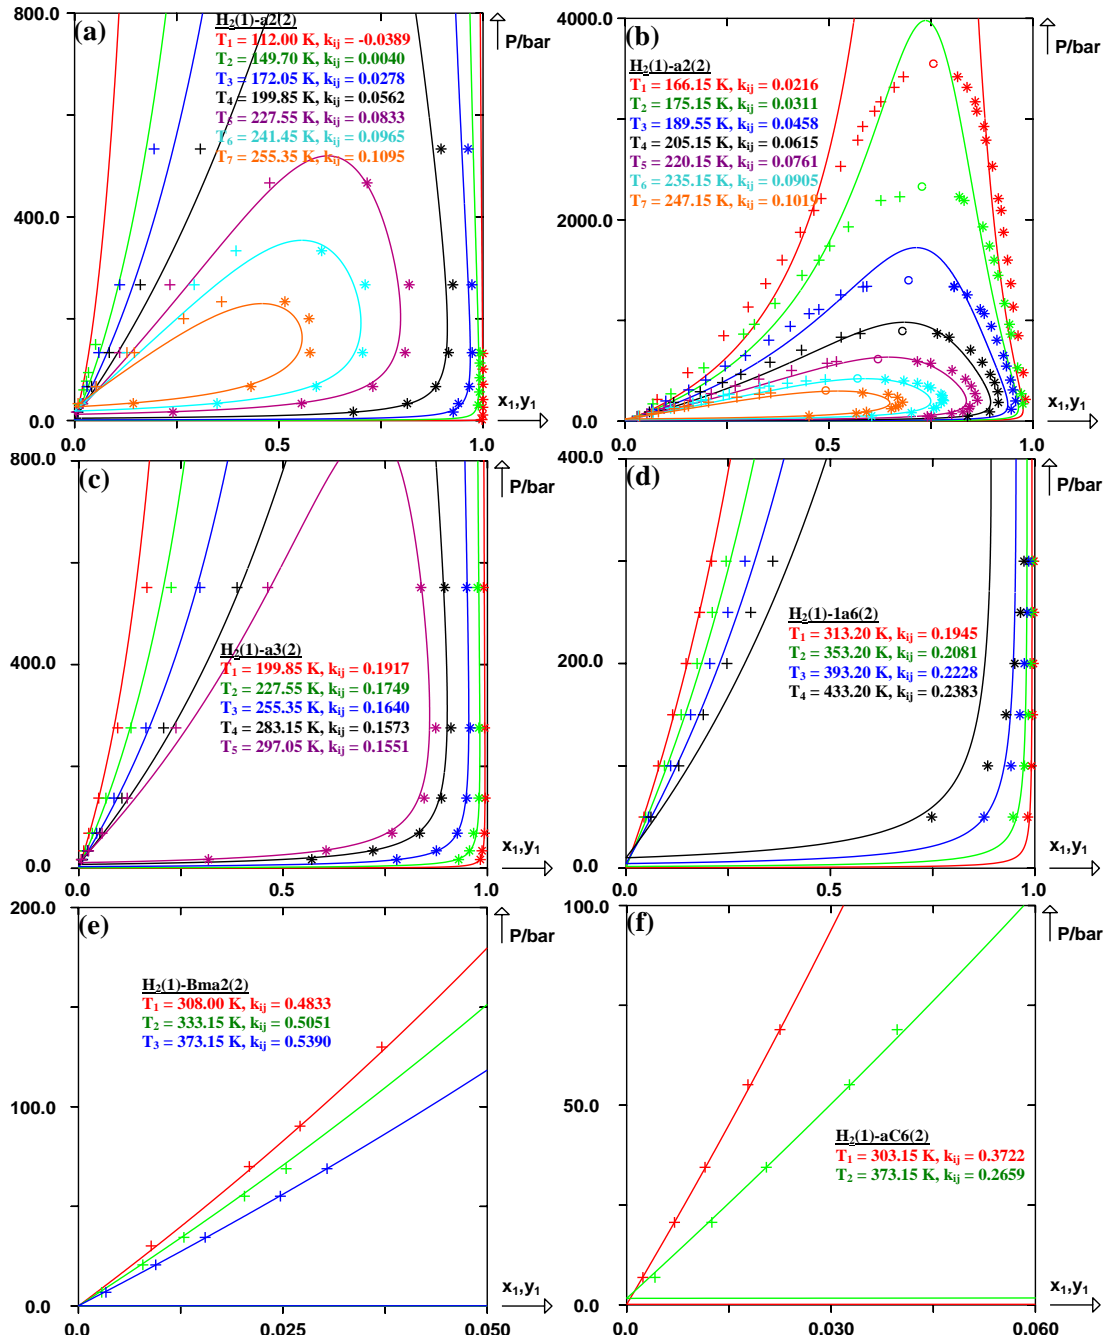 800.0
(a)
H2(1)-a2(2)
T1 = 112.00 K, kij = -0.0389
T2 = 149.70 K, kij = 0.0040
T3 = 172.05 K, kij = 0.0278
T4 = 199.85 K, kij = 0.0562
T5 = 227.55 K, kij = 0.0833
T6 = 241.45 K, kij = 0.0965
T7 = 255.35 K, kij = 0.1095
P/bar
400.0
0.0
x1,y1
0.0
0.5
1.0
4000.0
(b)
P/bar
H2(1)-a2(2)
T1 = 166.15 K, kij = 0.0216
T2 = 175.15 K, kij = 0.0311
T3 = 189.55 K, kij = 0.0458
T4 = 205.15 K, kij = 0.0615
T5 = 220.15 K, kij = 0.0761
T6 = 235.15 K, kij = 0.0905
T7 = 247.15 K, kij = 0.1019
2000.0
0.0
x1,y1
0.0
0.5
1.0
800.0
(c)
P/bar
400.0
H2(1)-a3(2)
T1 = 199.85 K, kij = 0.1917
T2 = 227.55 K, kij = 0.1749
T3 = 255.35 K, kij = 0.1640
T4 = 283.15 K, kij = 0.1573
T5 = 297.05 K, kij = 0.1551
0.0
x1,y1
0.0
0.5
1.0
400.0
(d)
P/bar
H2(1)-1a6(2)
T1 = 313.20 K, kij = 0.1945
T2 = 353.20 K, kij = 0.2081
T3 = 393.20 K, kij = 0.2228
T4 = 433.20 K, kij = 0.2383
200.0
0.0
x1,y1
0.0
0.5
1.0
200.0
(e)
P/bar
H2(1)-Bma2(2)
T1 = 308.00 K, kij = 0.4833
T2 = 333.15 K, kij = 0.5051
T3 = 373.15 K, kij = 0.5390
100.0
0.0
x1,y1
0.0
0.025
0.050
100.0
(f)
P/bar
50.0
H2(1)-aC6(2)
T1 = 303.15 K, kij = 0.3722
T2 = 373.15 K, kij = 0.2659
0.0
x1,y1
0.0
0.030
0.060